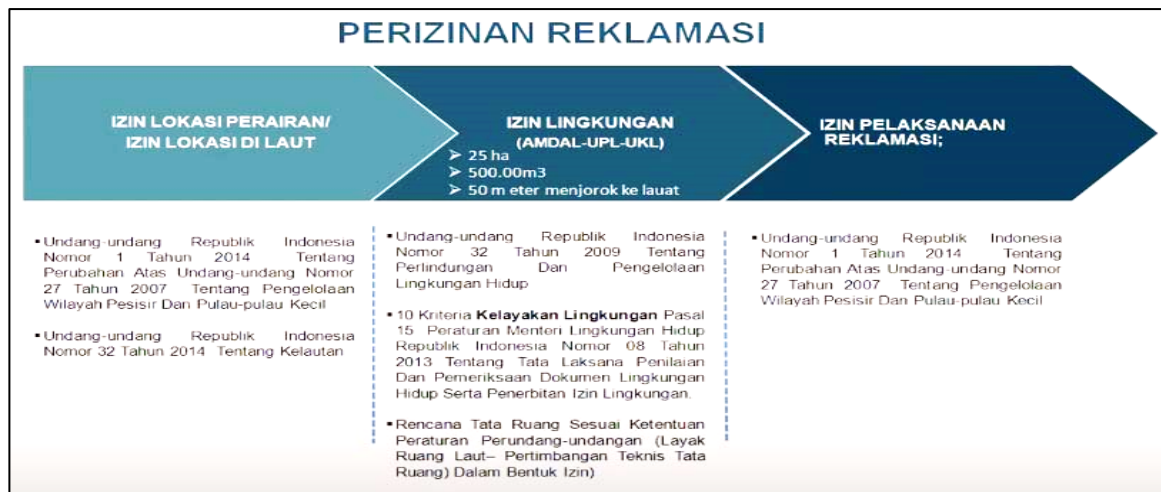 PERIZINAN REKLAMASI
IZIN LOKASI PERAIRAN/
IZIN LOKASI DI LAUT
IZIN LINGKUNGAN
(AMDAL-UPL-UKL)
➤ 25 ha
➤ 500.00m3
➤ 50 m eter menjorok ke lauat
IZIN PELAKSANAAN
REKLAMASI;
▪Undang-undang Republik Indonesia
Nomor 1 Tahun 2014 Tentang
Perubahan Atas Undang-undang Nomor
27 Tahun 2007 Tentang Pengelolaan
Wilayah Pesisir Dan Pulau-pulau Kecil
▪Undang-undang Republik Indonesia
Nomor 32 Tahun 2014 Tentang Kelautan
▪Undang-undang Republik Indonesia
Nomor 32 Tahun 2009 Tentang
Perlindungan Dan Pengelolaan
Lingkungan Hidup
▪10 Kriteria Kelayakan Lingkungan Pasal
15 Peraturan Menteri Lingkungan Hidup
Republik Indonesia Nomor 08 Tahun
2013 Tentang Tata Laksana Penilaian
Dan Pemeriksaan Dokumen Lingkungan
Hidup Serta Penerbitan Izin Lingkungan.
▪Rencana Tata Ruang Sesuai Ketentuan
Peraturan Perundang-undangan (Layak
Ruang Laut– Pertimbangan Teknis Tata
Ruang) Dalam Bentuk Izin)
▪Undang-undang Republik Indonesia
Nomor 1 Tahun 2014 Tentang
Perubahan Atas Undang-undang Nomor
27 Tahun 2007 Tentang Pengelolaan
Wilayah Pesisir Dan Pulau-pulau Kecil